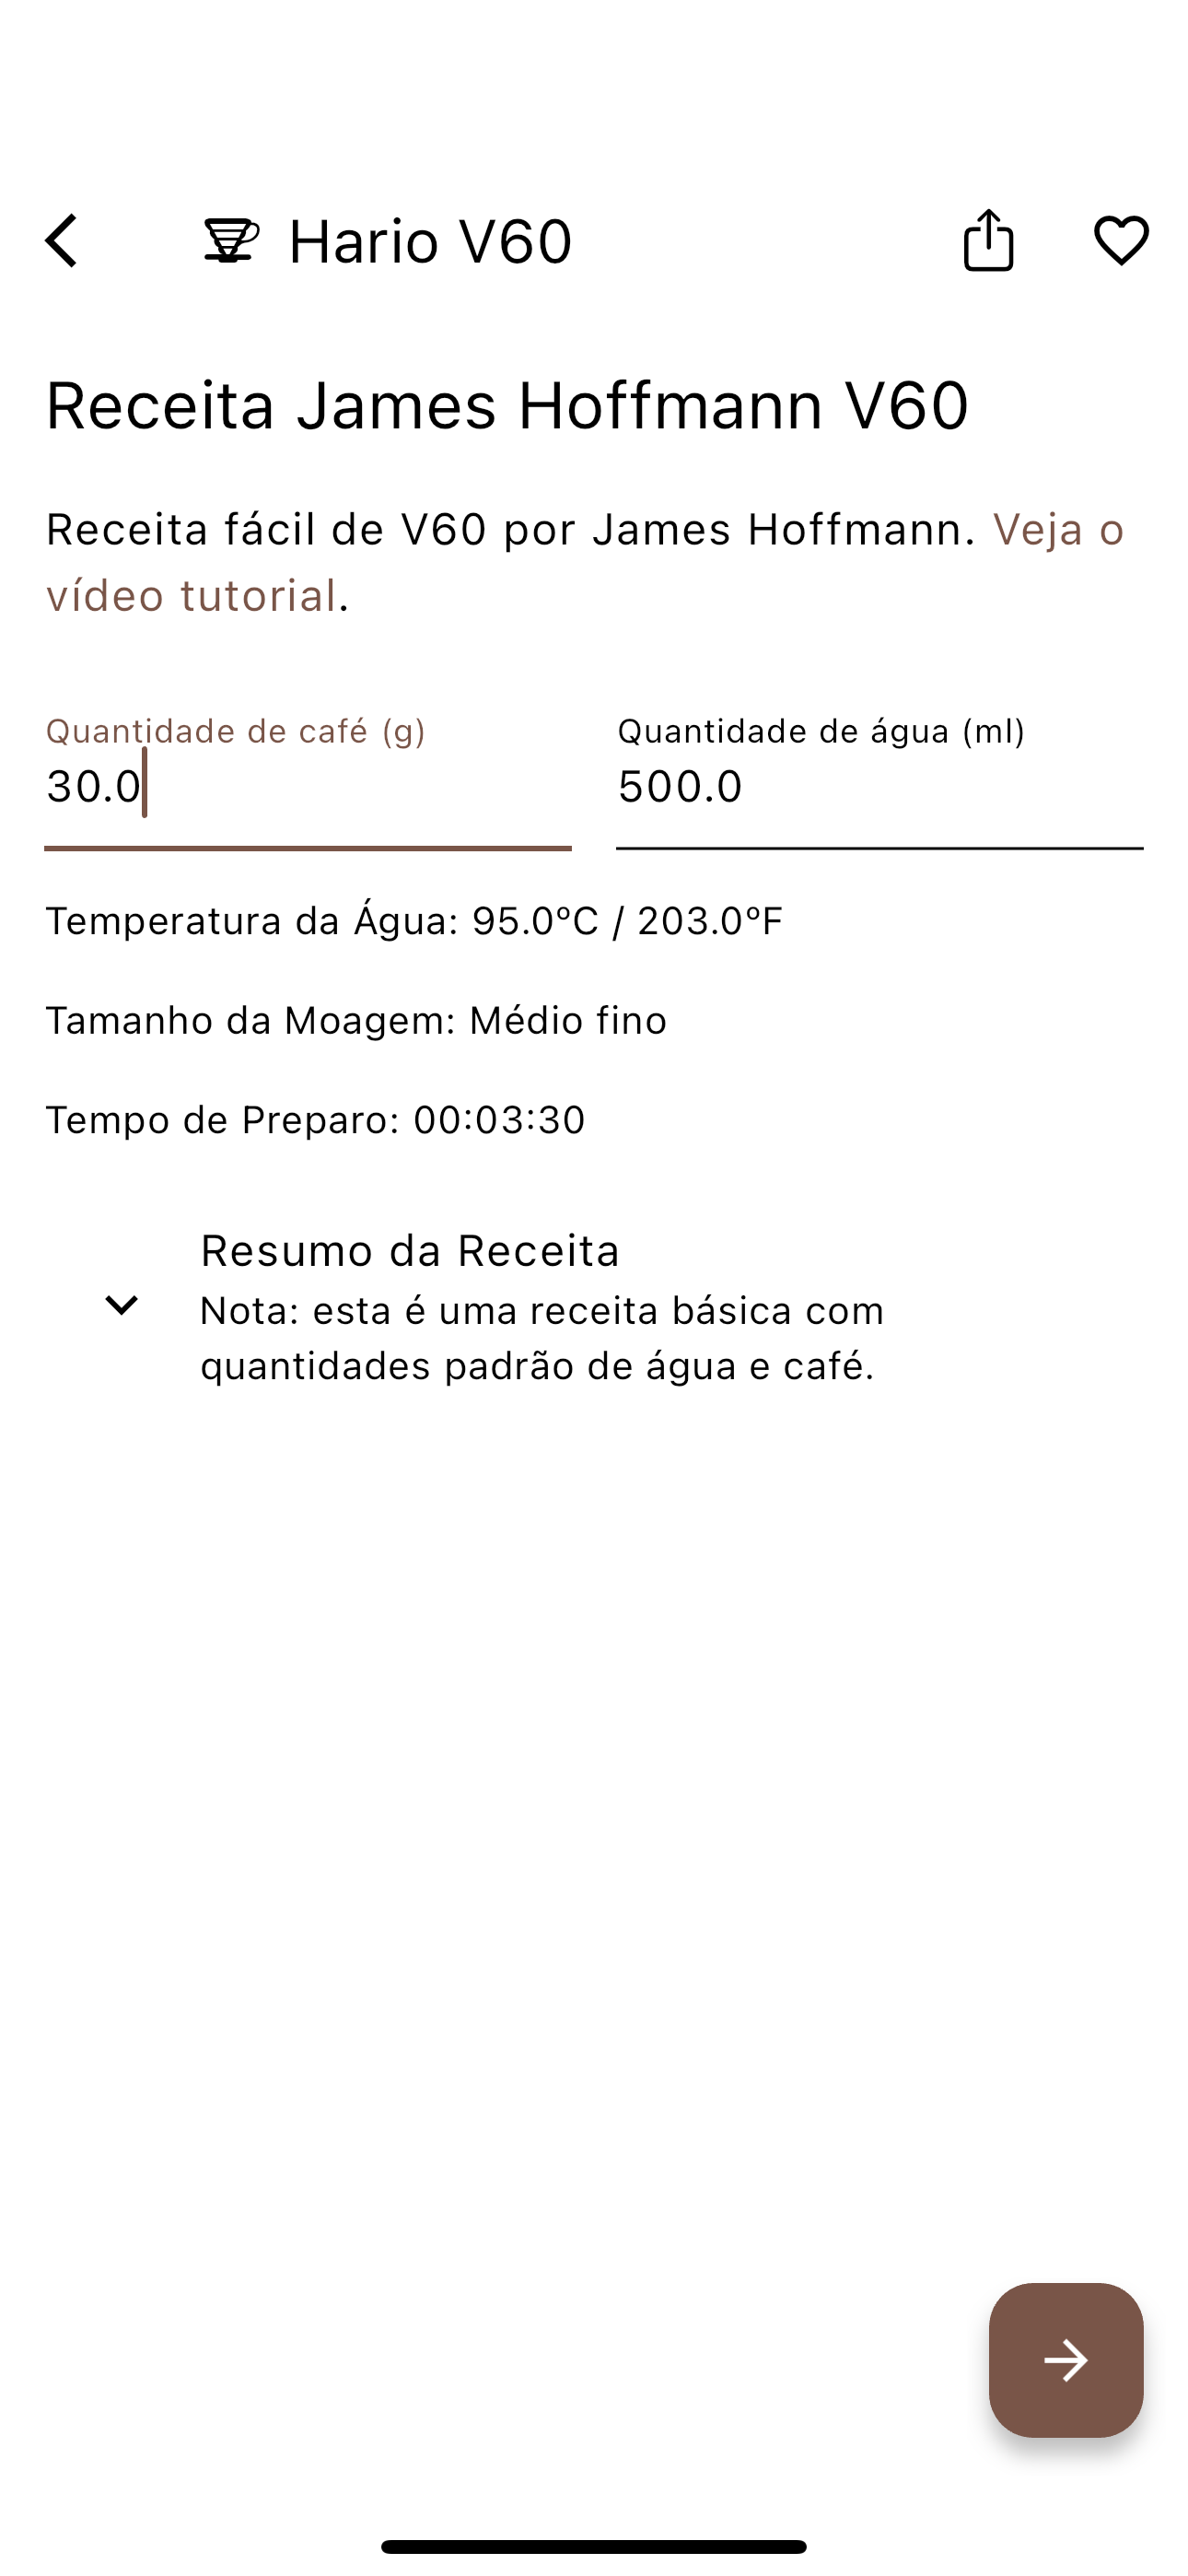 Hario V60
Receita James Hoffmann V60
Receita fácil de V60 por James Hoffmann. Veja o
vídeo tutorial.
Quantidade de café (g)
30.0
Quantidade de água (ml)
500.0
Temperatura da Água: 95.0ºC / 203.0ºF
Tamanho da Moagem: Médio fino
Tempo de Preparo: 00:03:30
Resumo da Receita
Nota: esta é uma receita básica com
quantidades padrão de água e café.